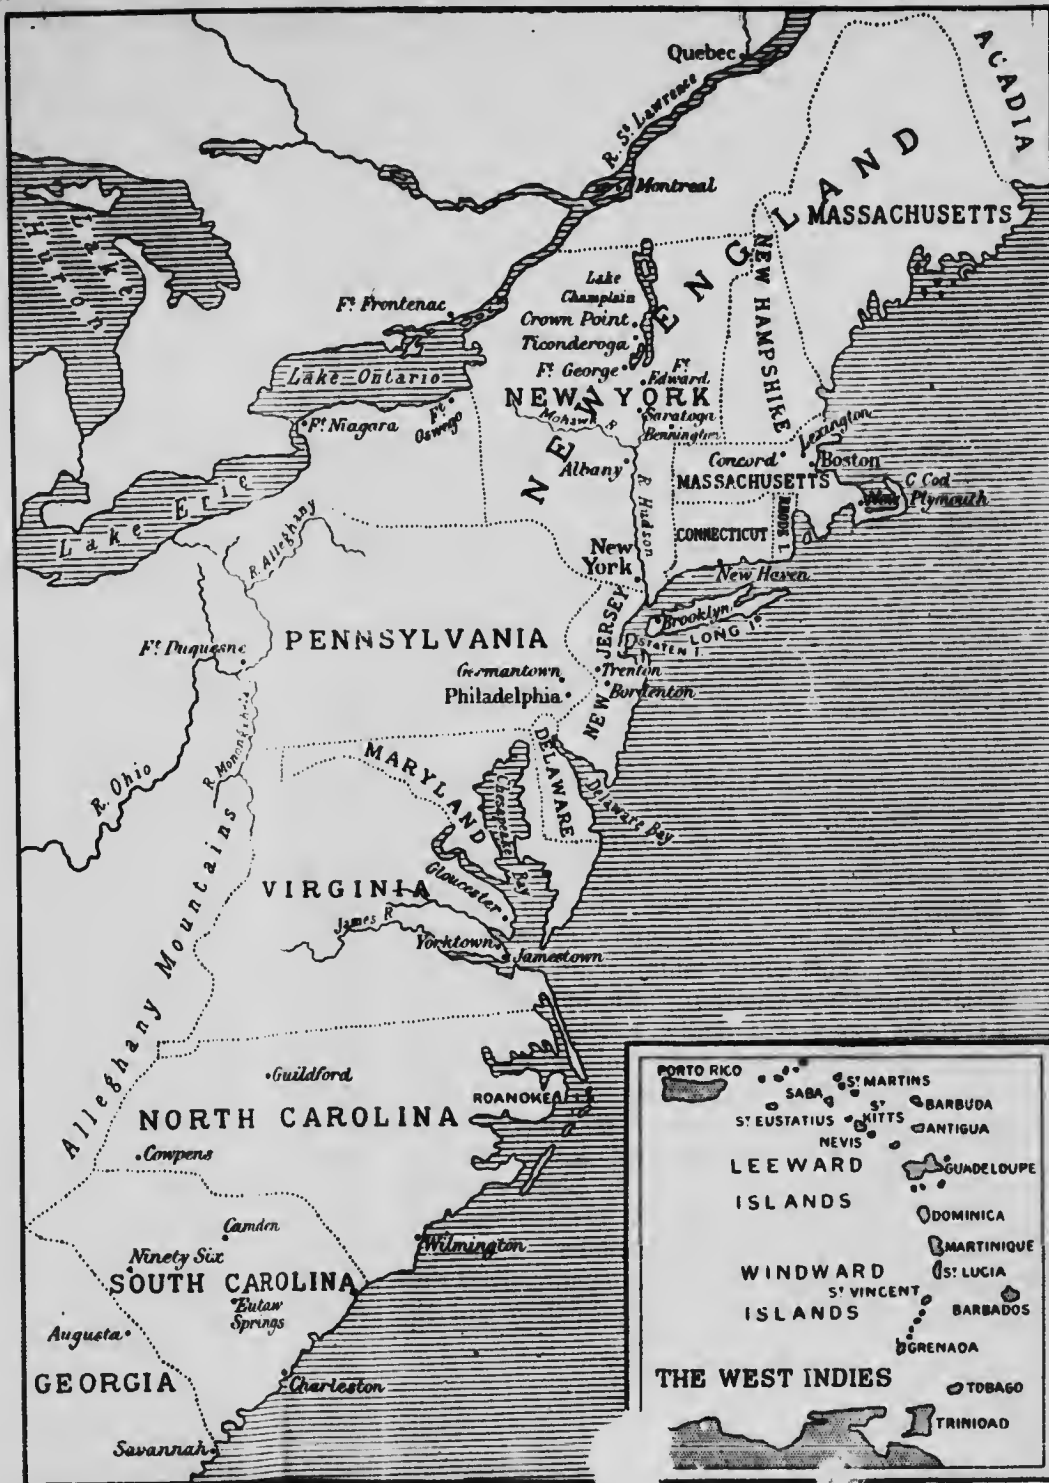 Quebec
ACADIA
R. St. Lawrence
Montreal
NEW ENGLAND
MASSACHUSETTS
Lake Huron
NEW HAMPSHIRE
Lake Champlain
Ft. Frontenac
Crown Point
Ticonderoga
Ft. George
Ft. Edward
Lake Ontario
NEW YORK
Ft. Oswego
Ft. Niagara
Mohawk R
Saratoga
Bennington
Lexington
Albany
Concord
Boston
MASSACHUSETTS
C Cod
New Plymouth
Lake Erie
R. Hudson
RHODE I.
CONNECTICUT
R. Alleghany
New York
New Haven
Brooklyn
LONG Id.
STATEN I.
NEW JERSEY
PENNSYLVANIA
Ft. Duquesne
Germantown
Trenton
Philadelphia
Bordenton
R. Ohio
MARYLAND
DELAWARE
Delaware Bay
Chesapeake Bay
VIRGINIA
Gloucester
James R
Yorktown
Jamestown
Alleghany Mountains
Guildford
ROANOKE I.
NORTH CAROLINA
Cowpens
Camden
Wilmington
Ninety Six
SOUTH CAROLINA
Eutaw Springs
Augusta
GEORGIA
Charleston
Savannah
PORTO RICO
SABA
St. MARTINS
St. EUSTATIUS
St. KITTS
BARBUDA
NEVIS
ANTIGUA
LEEWARD ISLANDS
GUADELOUPE
DOMINICA
MARTINIQUE
WINDWARD ISLANDS
St. LUCIA
St. VINCENT
BARBADOS
GRENADA
THE WEST INDIES
TOBAGO
TRINIDAD